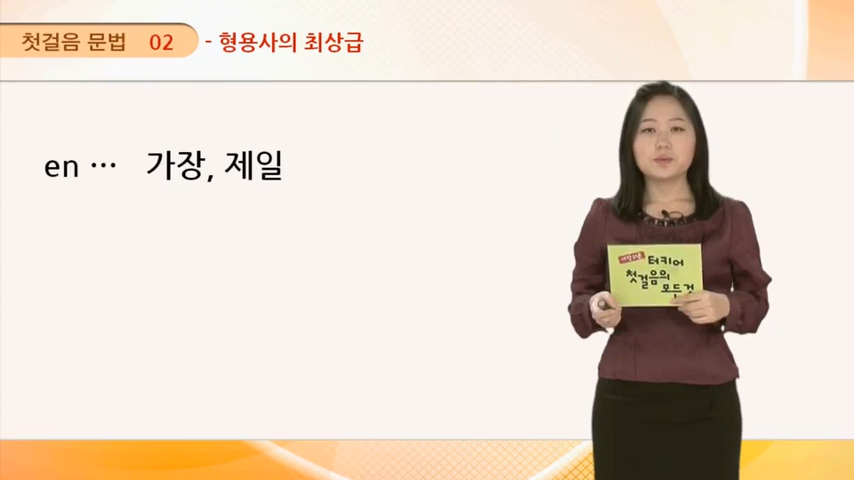 첫걸음 문법 02 - 형용사의 최상급
en … 가장, 제일
터키어
첫걸음의
모든것